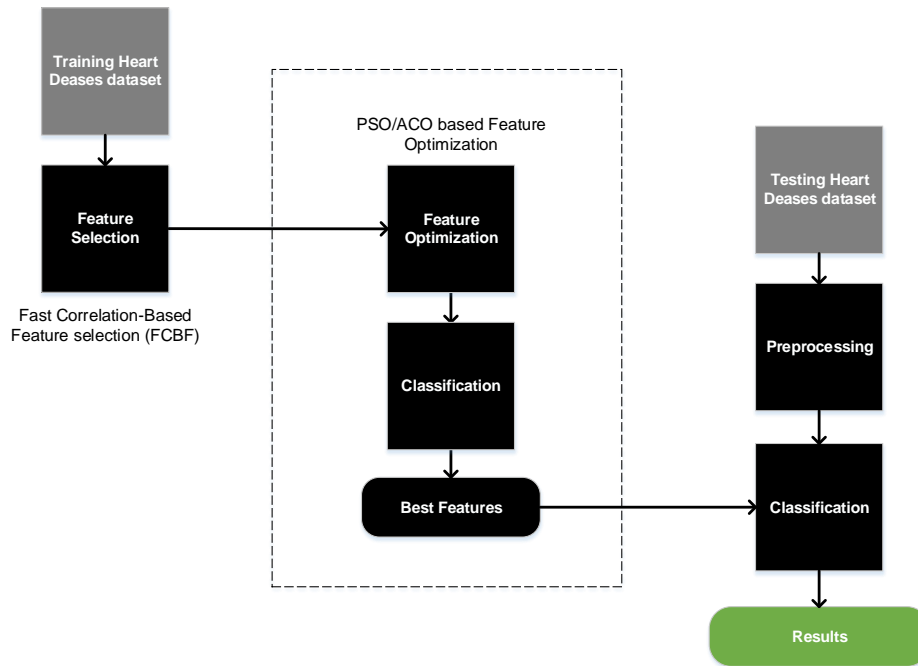 Training Heart
Deases dataset
Feature
Selection
Fast Correlation-Based
Feature selection (FCBF)
PSO/ACO based Feature
Optimization
Feature
Optimization
Classification
Best Features
Testing Heart
Deases dataset
Preprocessing
Classification
Results